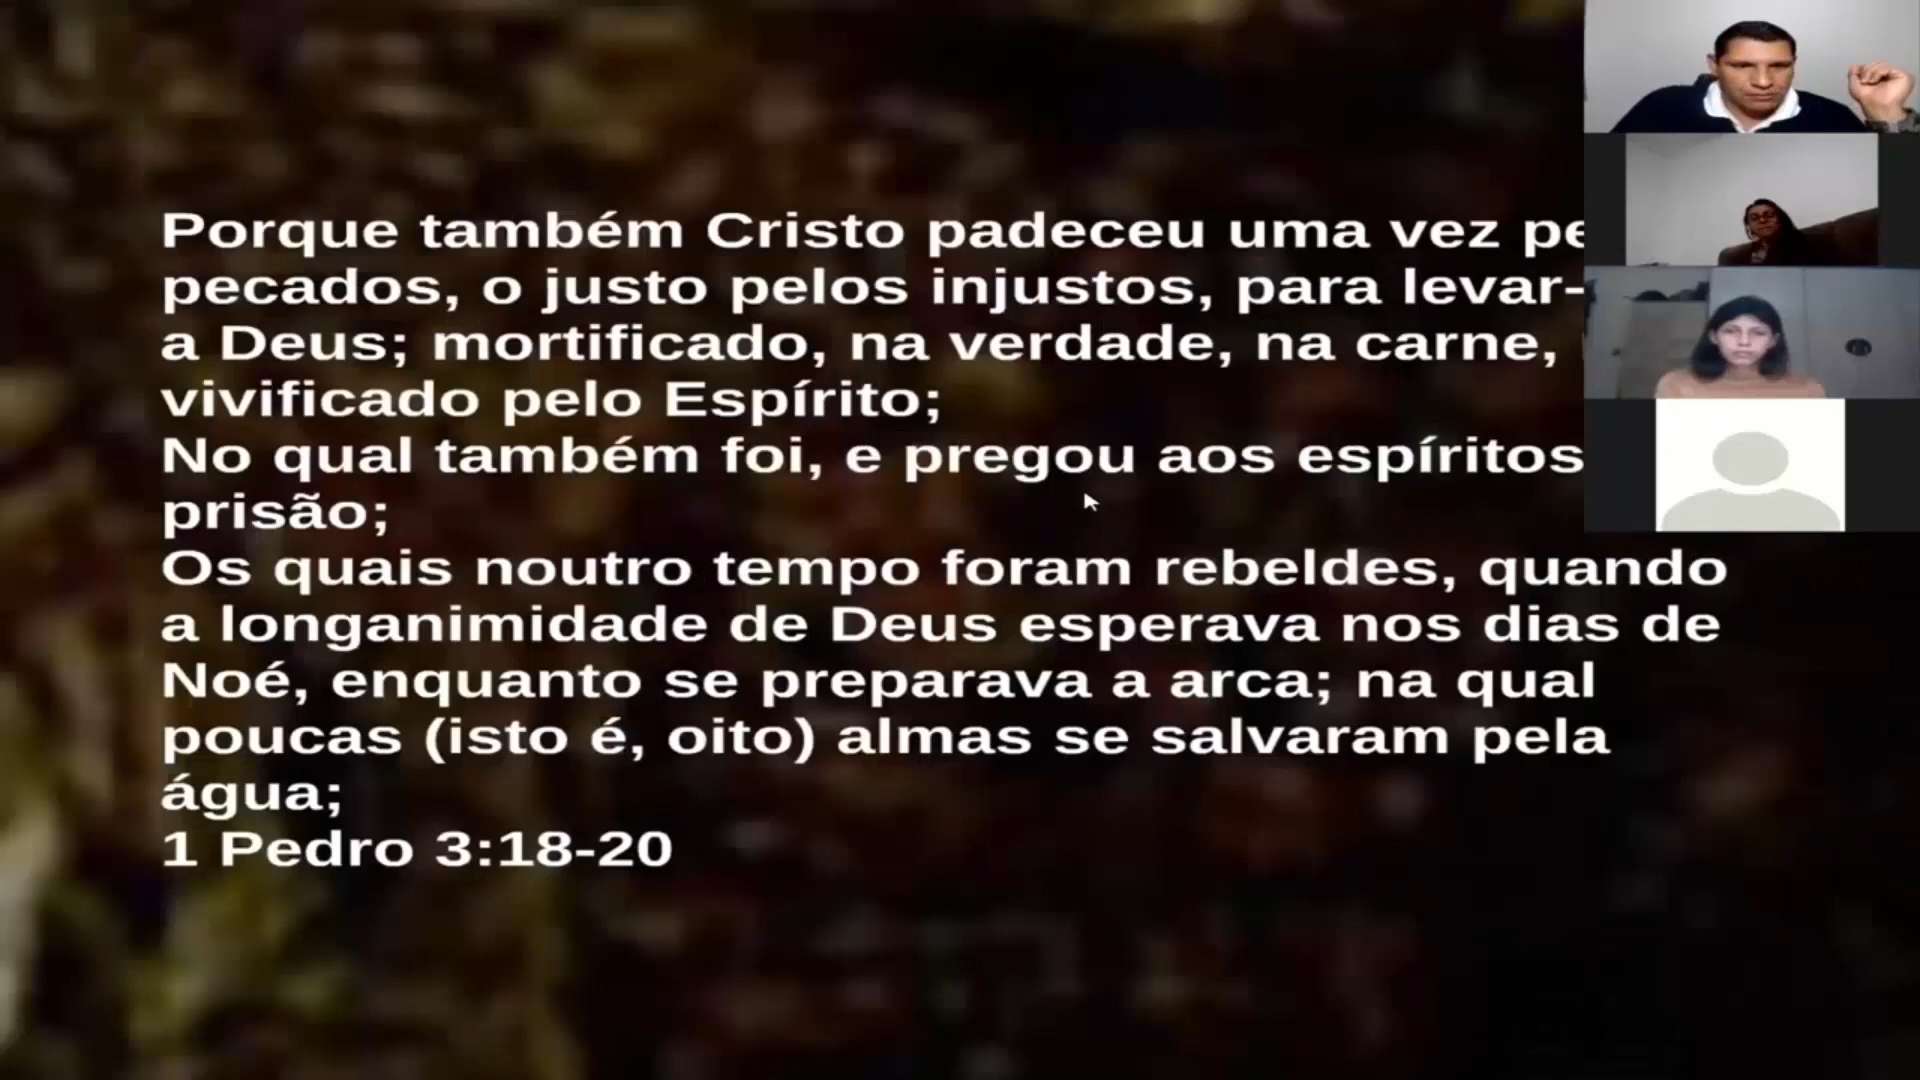 Porque também Cristo padeceu uma vez
pecados, o justo pelos injustos, para levar-
a Deus; mortificado, na verdade, na carne,
vivificado pelo Espírito;
No qual também foi, e pregou aos espíritos
prisão;
Os quais noutro tempo foram rebeldes, quando
a longanimidade de Deus esperava nos dias de
Noé, enquanto se preparava a arca; na qual
poucas (isto é, oito) almas se salvaram pela
água;
1 Pedro 3:18-20